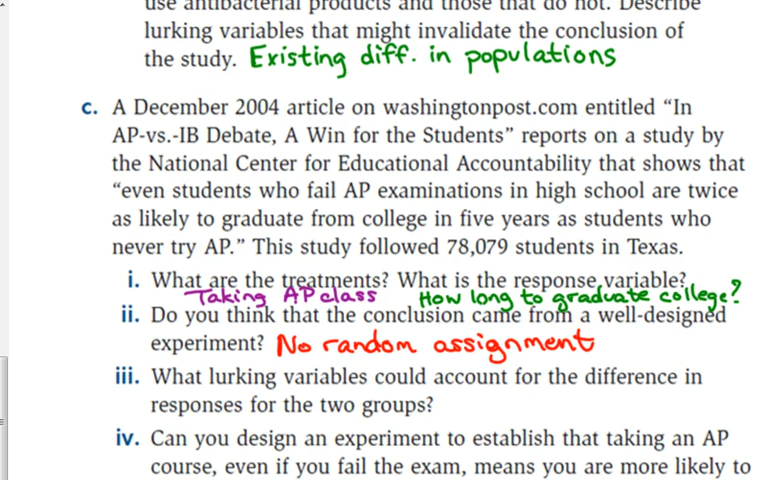 use antibacterial products and those that do not. Describe
lurking variables that might invalidate the conclusion of
the study. Existing diff. in populations
c. A December 2004 article on washingtonpost.com entitled “In
AP-vs.-IB Debate, A Win for the Students” reports on a study by
the National Center for Educational Accountability that shows that
“even students who fail AP examinations in high school are twice
as likely to graduate from college in five years as students who
never try AP.” This study followed 78,079 students in Texas.
i. What are the treatments? What is the response variable?
Taking AP class How long to graduate college?
ii. Do you think that the conclusion came from a well-designed
experiment? No random assignment
iii. What lurking variables could account for the difference in
responses for the two groups?
iv. Can you design an experiment to establish that taking an AP
course, even if you fail the exam, means you are more likely to